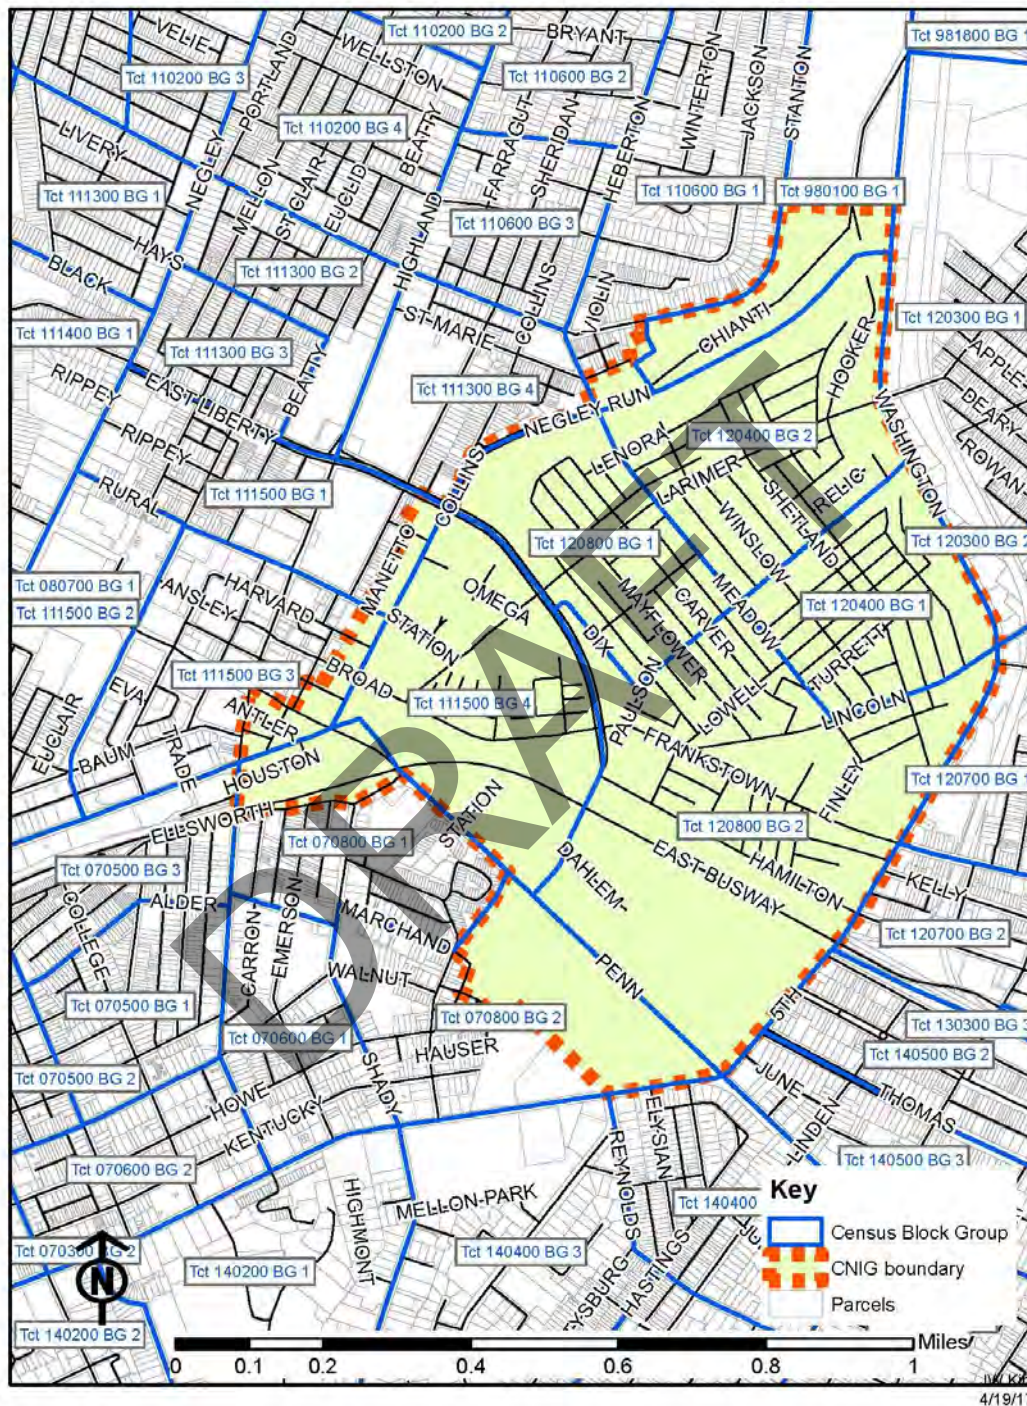 VELIE
PORTLAND
WELLSTON
Tct 110200 BG 2
BRYANT
WINTERTON
JACKSON
STANTON
Tct 981800 BG 1
Tct 110200 BG 3
Tct 110600 BG 2
LIVERY
NEGLEY
MELLON
Tct 110200 BG 4
ST CLAIR
EUCLID
BEATTY
FARRAGUT
SHERIDAN
HEBERTON
Tct 111300 BG 1
Tct 110600 BG 1
Tct 980100 BG 1
HAYS
HIGHLAND
Tct 110600 BG 3
BLACK
Tct 111300 BG 2
COLLINS
VIOLIN
Tct 111400 BG 1
ST MARIE
CHIANTI
HOOKER
Tct 120300 BG 1
Tct 111300 BG 3
APPLE
RIPPEY
EAST LIBERTY
BEATTY
Tct 111300 BG 4
NEGLEY RUN
WASHINGTON
DEARY
RIPPEY
LENORA
Tct 120400 BG 2
ROWAN
RURAL
Tct 111500 BG 1
COLLINS
LARIMER
SHETLAND
RELIC
MANETTO
Tct 120800 BG 1
WINSLOW
Tct 120300 BG 2
Tct 080700 BG 1
HARVARD
OMEGA
MAYFLOWER
CARVER
MEADOW
Tct 111500 BG 2
ANSLEY
STATION
DIX
Tct 120400 BG 1
TURRETT
Tct 111500 BG 3
BROAD
Tct 111500 BG 4
PAULSON
LOWELL
LINCOLN
EUCLAIR
EVA
TRADE
ANTLER
FRANKSTOWN
BAUM
HOUSTON
FINLEY
Tct 120700 BG 1
ELLSWORTH
STATION
Tct 070800 BG 1
Tct 120800 BG 2
Tct 070500 BG 3
DAHLEM
EAST BUSWAY
HAMILTON
KELLY
ALDER
COLLEGE
CARRON
EMERSON
MARCHAND
Tct 120700 BG 2
WALNUT
PENN
Tct 070500 BG 1
5TH
Tct 070800 BG 2
Tct 130300 BG 3
Tct 070600 BG 1
HAUSER
Tct 140500 BG 2
Tct 070500 BG 2
HOWE
SHADY
JUNE
KENTUCKY
LINDEN
THOMAS
REYNOLDS
ELYSIAN
Tct 070600 BG 2
Tct 140500 BG 3
HIGHMONT
MELLON PARK
Tct 140400
Tct 070300 BG 2
Tct 140400 BG 3
HASTINGS
Tct 140200 BG 1
N
Tct 140200 BG 2
Key
Census Block Group
CNIG boundary
Parcels
0 0.1 0.2 0.4 0.6 0.8 1 Miles
4/19/17
DRAFT